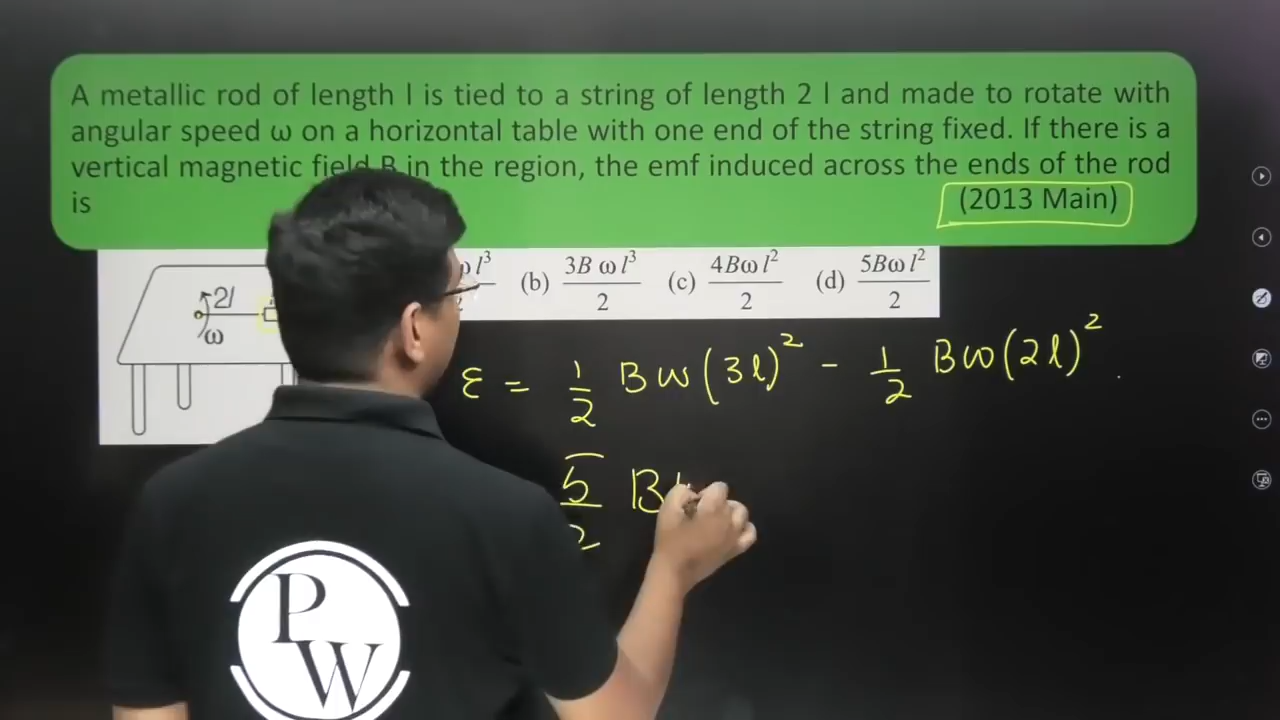 A metallic rod of length l is tied to a string of length 2 l and made to rotate with
angular speed ω on a horizontal table with one end of the string fixed. If there is a
vertical magnetic field B in the region, the emf induced across the ends of the rod
is
(2013 Main)
l³ (b) 3B ω l³ / 2 (c) 4Bω l² / 2 (d) 5Bω l² / 2
2l
ω
ε = 1/2 Bω(3l)² - 1/2 Bω(2l)²
5/2 B
PW